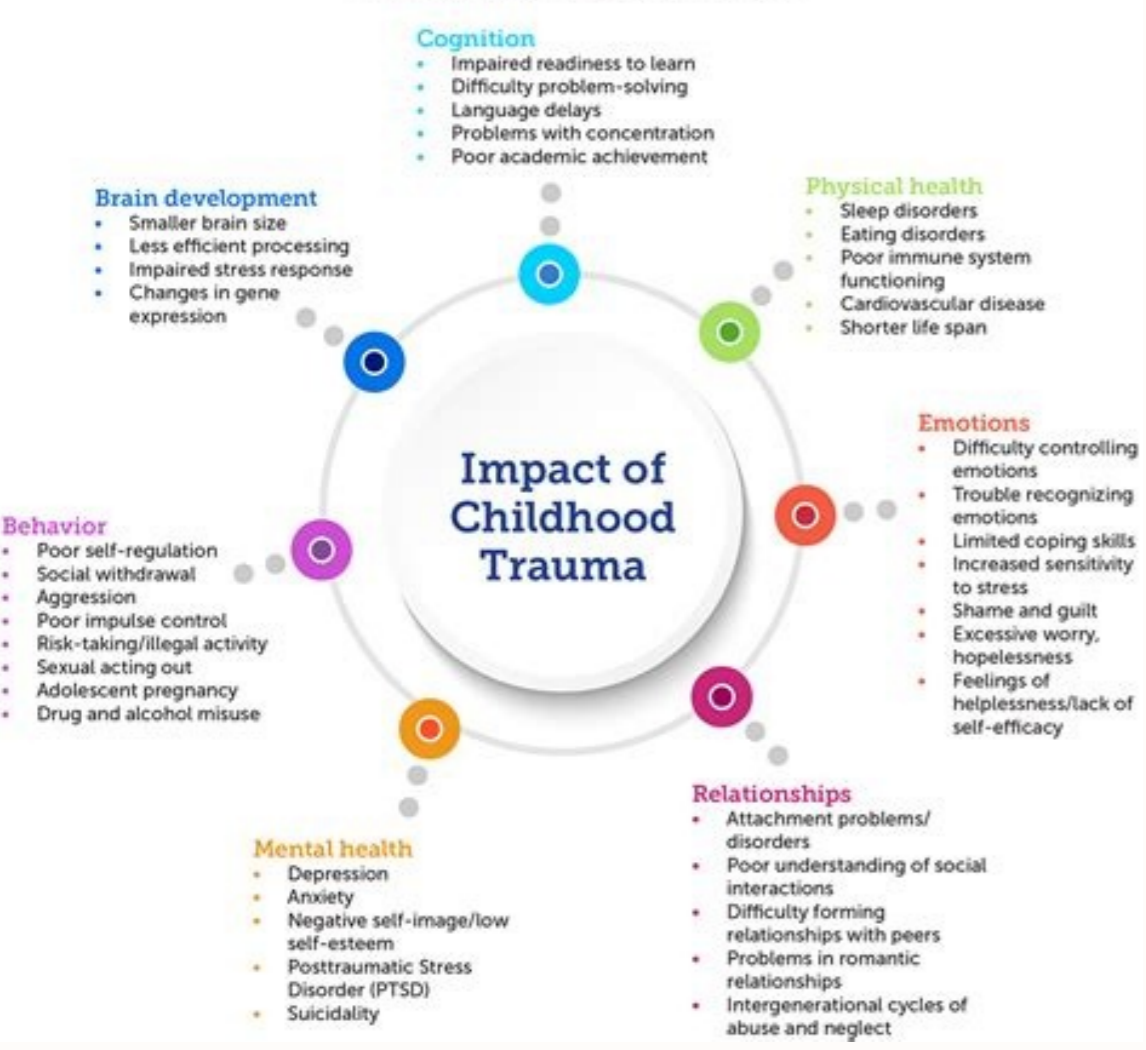 Cognition
• Impaired readiness to learn
• Difficulty problem-solving
• Language delays
• Problems with concentration
• Poor academic achievement
Physical health
• Sleep disorders
• Eating disorders
• Poor immune system
functioning
• Cardiovascular disease
• Shorter life span
Emotions
• Difficulty controlling
emotions
• Trouble recognizing
emotions
• Limited coping skills
• Increased sensitivity
to stress
• Shame and guilt
• Excessive worry,
hopelessness
• Feelings of
helplessness/lack of
self-efficacy
Relationships
• Attachment problems/
disorders
• Poor understanding of social
interactions
• Difficulty forming
relationships with peers
• Problems in romantic
relationships
• Intergenerational cycles of
abuse and neglect
Mental health
• Depression
• Anxiety
• Negative self-image/low
self-esteem
• Posttraumatic Stress
Disorder (PTSD)
• Suicidality
Behavior
• Poor self-regulation
• Social withdrawal
• Aggression
• Poor impulse control
• Risk-taking/illegal activity
• Sexual acting out
• Adolescent pregnancy
• Drug and alcohol misuse
Brain development
• Smaller brain size
• Less efficient processing
• Impaired stress response
• Changes in gene
expression
Impact of
Childhood
Trauma